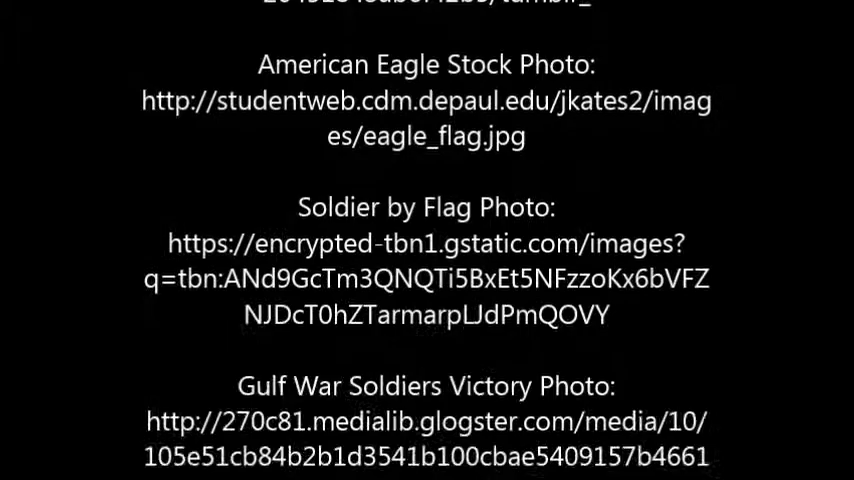 American Eagle Stock Photo:
http://studentweb.cdm.depaul.edu/jkates2/imag
es/eagle_flag.jpg
Soldier by Flag Photo:
https://encrypted-tbn1.gstatic.com/images?
q=tbn:ANd9GcTm3QNQTi5BxEt5NFzzoKx6bVFZ
NJDcT0hZTarmarpLJdPmQOVY
Gulf War Soldiers Victory Photo:
http://270c81.medialib.glogster.com/media/10/
105e51cb84b2b1d3541b100cbae5409157b4661